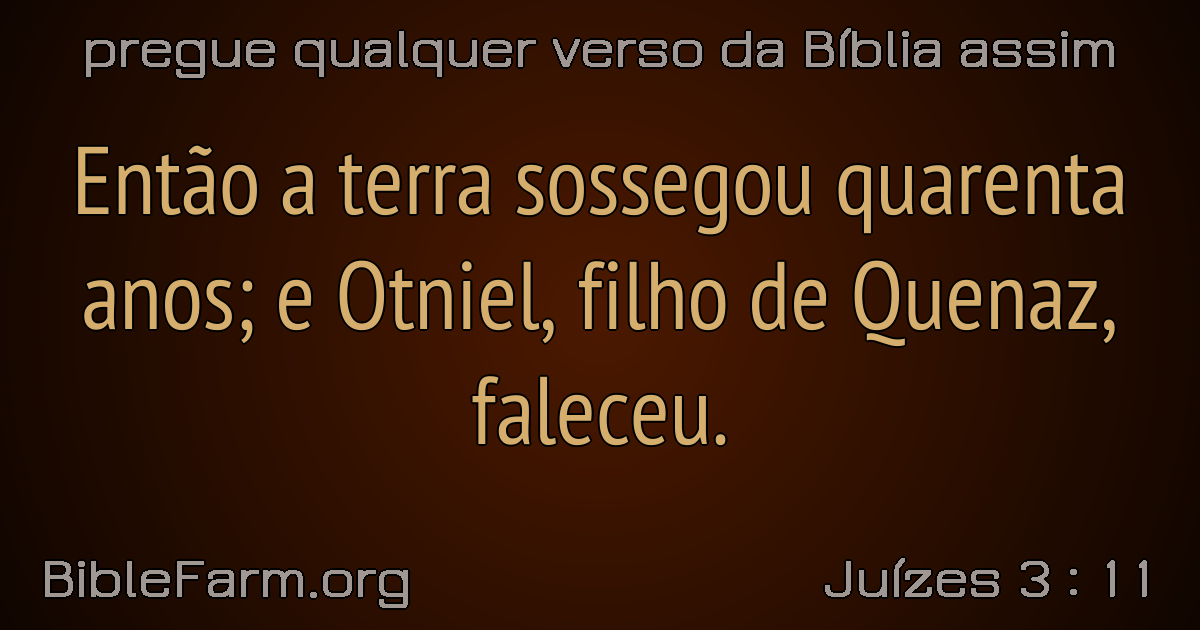 pregue qualquer verso da Bíblia assim
Então a terra sossegou quarenta
anos; e Otniel, filho de Quenaz,
faleceu.
BibleFarm.org
Juízes 3 : 11